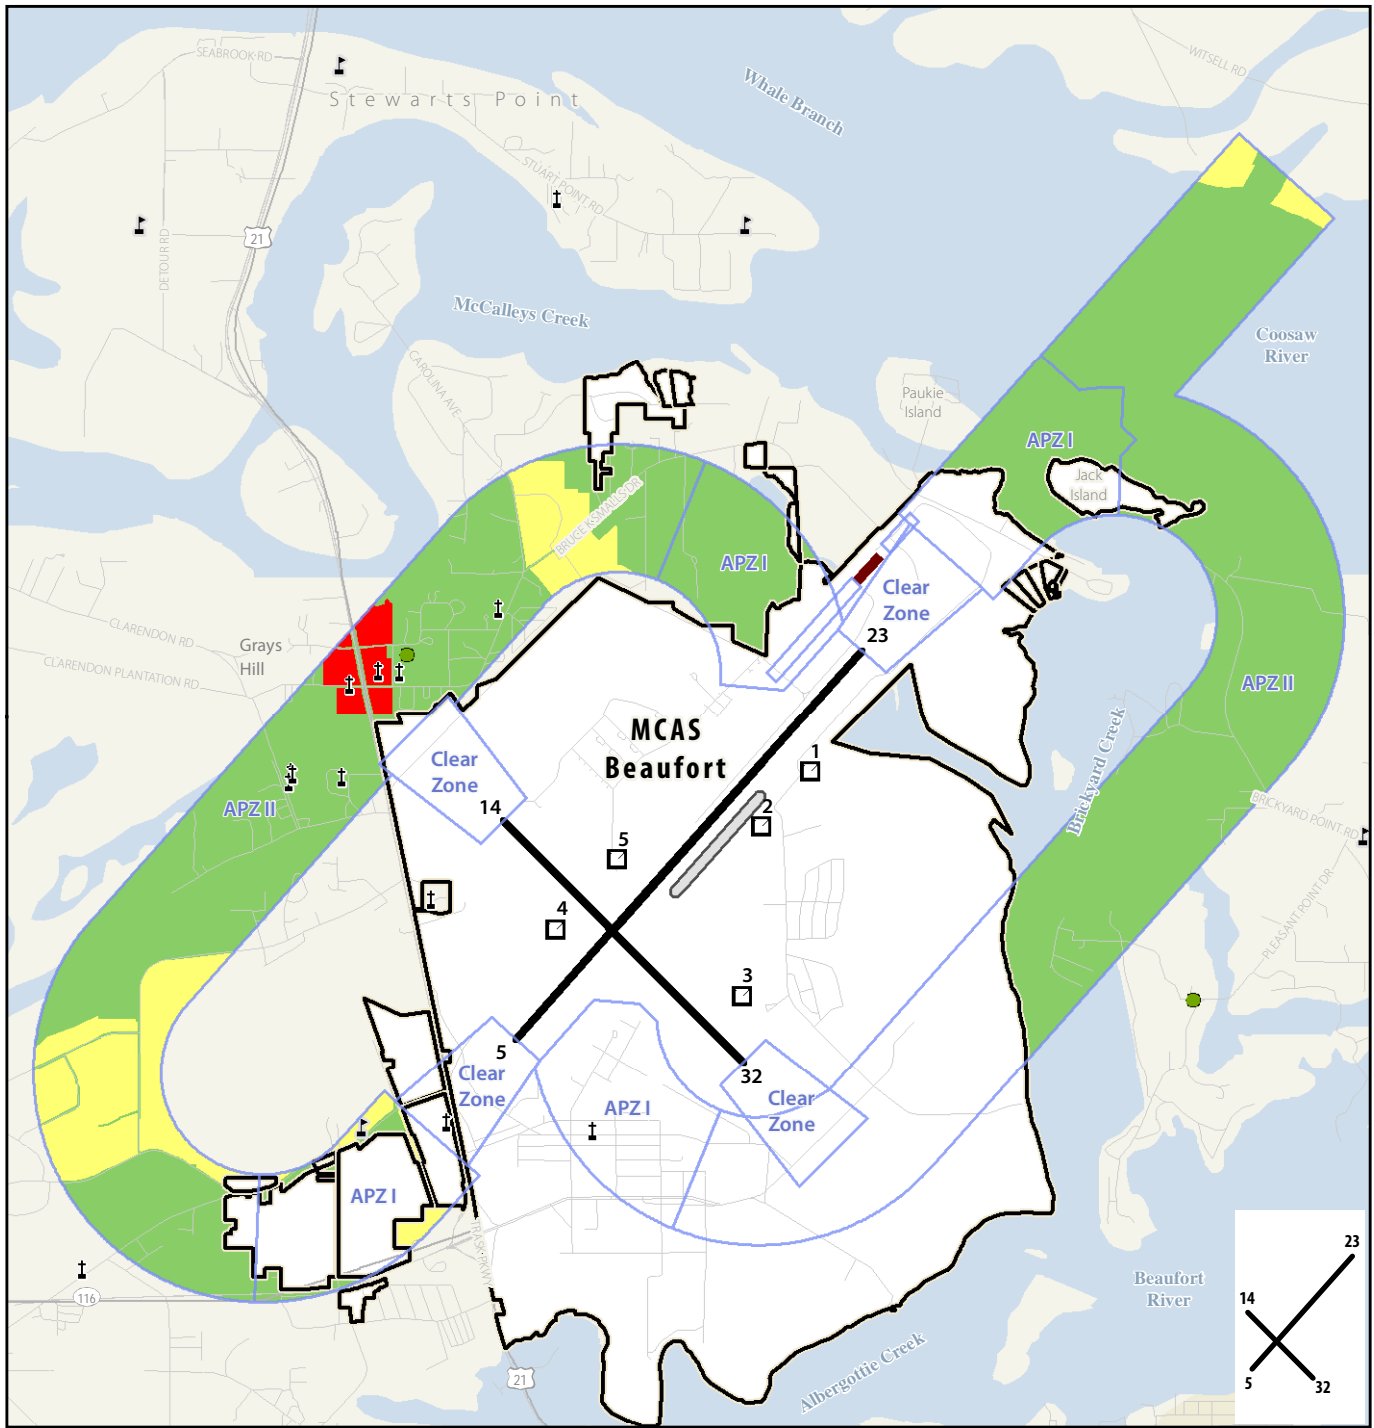 SEABROOK RD
Stewarts Point
Whale Branch
WITSELL RD
STUART POINT RD
DETOUR RD
21
McCalleys Creek
Coosaw
River
CAROLINA AVE
Paukie
Island
APZ I
Jack
Island
BRUCE K SMALLS DR
APZ I
Clear
Zone
23
CLARENDON RD
Grays
Hill
CLARENDON PLANTATION RD
APZ II
MCAS
Beaufort
Clear
Zone
14
1
2
Brickyard Creek
BRICKYARD POINT RD
APZ II
5
4
PLEASANT POINT DR
3
5
Clear
Zone
32
Clear
Zone
APZ I
APZ I
TRASK PKWY
116
Beaufort
River
21
Albergottie Creek
23
14
5
32